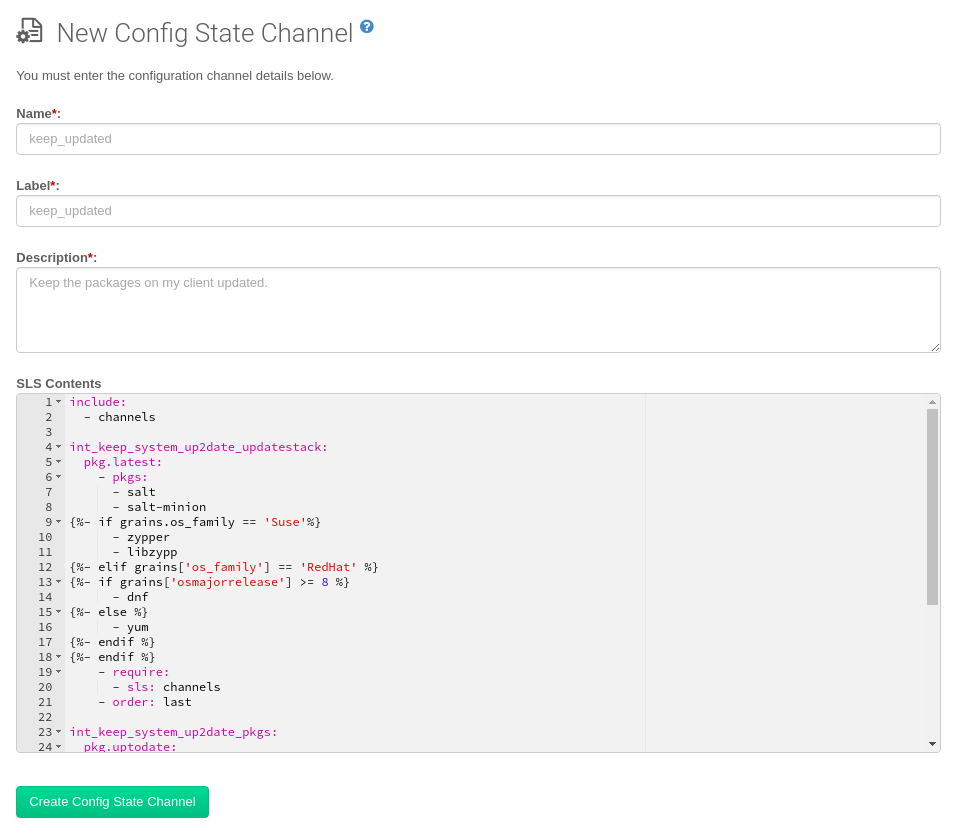 New Config State Channel ?
You must enter the configuration channel details below.
Name*:
keep_updated
Label*:
keep_updated
Description*:
Keep the packages on my client updated.
SLS Contents
1 include:
2   - channels
3
4 int_keep_system_up2date_updatestack:
5   pkg.latest:
6     - pkgs:
7       - salt
8       - salt-minion
9 {%- if grains.os_family == 'Suse'%}
10       - zypper
11       - libzypp
12 {%- elif grains['os_family'] == 'RedHat' %}
13 {%- if grains['osmajorrelease'] >= 8 %}
14       - dnf
15 {%- else %}
16       - yum
17 {%- endif %}
18 {%- endif %}
19     - require:
20       - sls: channels
21     - order: last
22
23 int_keep_system_up2date_pkgs:
24   pkg.uptodate:
Create Config State Channel